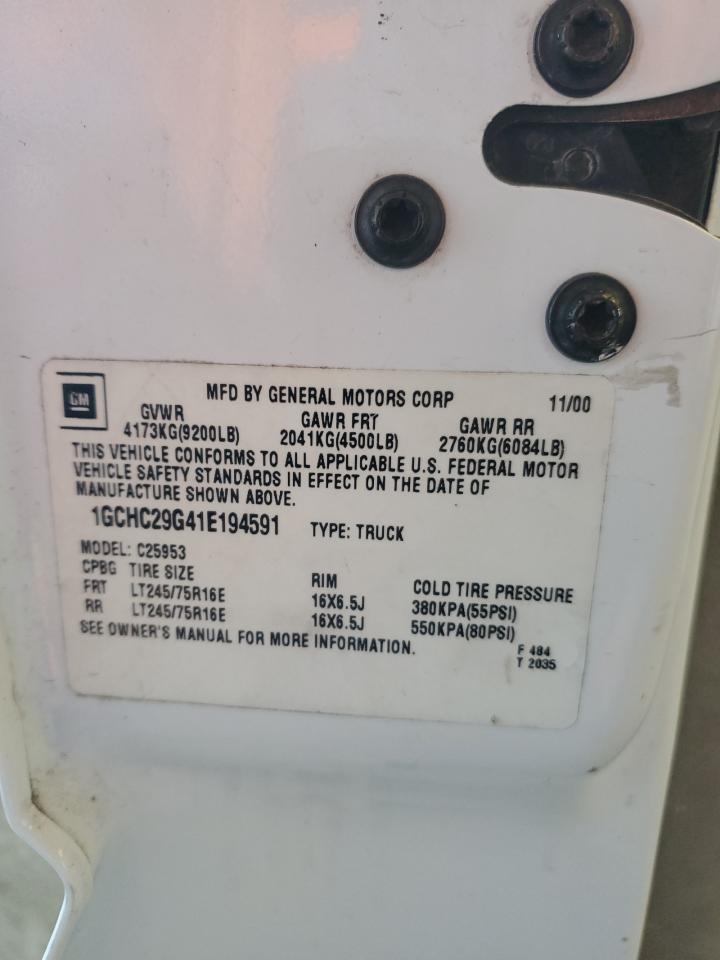 GM
MFD BY GENERAL MOTORS CORP 11/00
GVWR GAWR FRT GAWR RR
4173KG(9200LB) 2041KG(4500LB) 2760KG(6084LB)
THIS VEHICLE CONFORMS TO ALL APPLICABLE U.S. FEDERAL MOTOR
VEHICLE SAFETY STANDARDS IN EFFECT ON THE DATE OF
MANUFACTURE SHOWN ABOVE.
1GCHC29G41E194591 TYPE: TRUCK
MODEL: C25953
CPBG TIRE SIZE RIM COLD TIRE PRESSURE
FRT LT245/75R16E 16X6.5J 380KPA(55PSI)
RR LT245/75R16E 16X6.5J 550KPA(80PSI)
SEE OWNER'S MANUAL FOR MORE INFORMATION.
F 484
T 2035